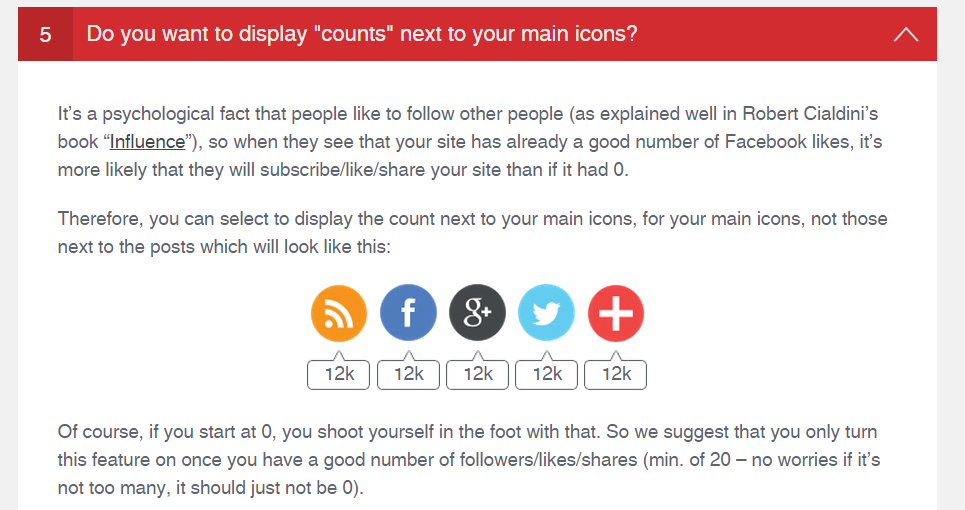 5 Do you want to display "counts" next to your main icons?
It’s a psychological fact that people like to follow other people (as explained well in Robert Cialdini’s
book “Influence”), so when they see that your site has already a good number of Facebook likes, it’s
more likely that they will subscribe/like/share your site than if it had 0.
Therefore, you can select to display the count next to your main icons, for your main icons, not those
next to the posts which will look like this:
f g+
12k 12k 12k 12k 12k
Of course, if you start at 0, you shoot yourself in the foot with that. So we suggest that you only turn
this feature on once you have a good number of followers/likes/shares (min. of 20 – no worries if it’s
not too many, it should just not be 0).